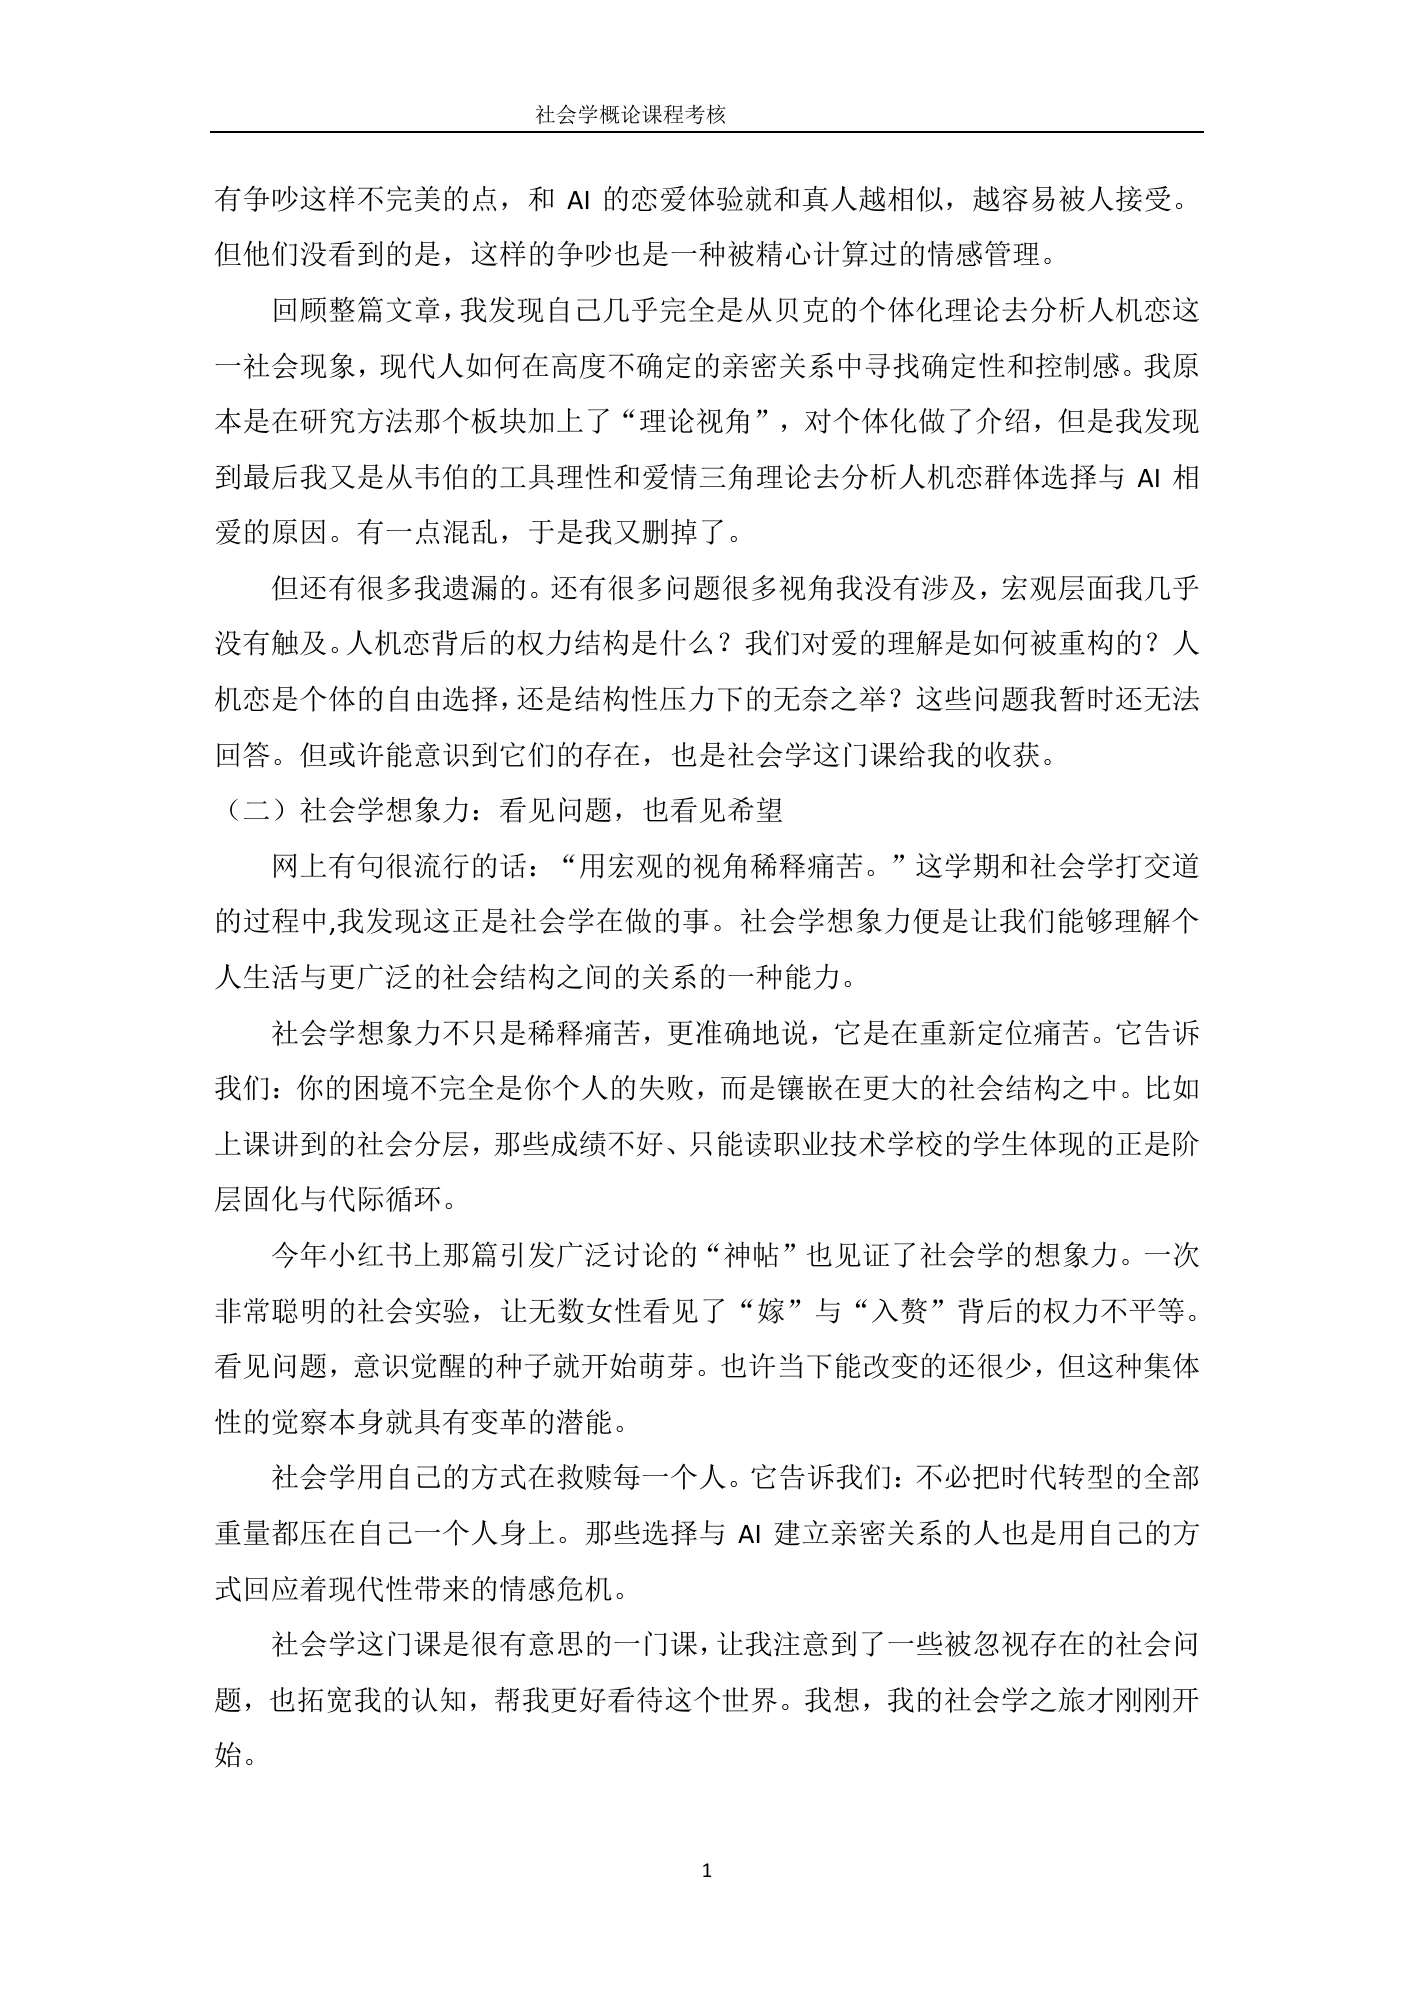 社会学概论课程考核
有争吵这样不完美的点，和 AI 的恋爱体验就和真人越相似，越容易被人接受。
但他们没看到的是，这样的争吵也是一种被精心计算过的情感管理。
回顾整篇文章，我发现自己几乎完全是从贝克的个体化理论去分析人机恋这
一社会现象，现代人如何在高度不确定的亲密关系中寻找确定性和控制感。我原
本是在研究方法那个板块加上了“理论视角”，对个体化做了介绍，但是我发现
到最后我又是从韦伯的工具理性和爱情三角理论去分析人机恋群体选择与 AI 相
爱的原因。有一点混乱，于是我又删掉了。
但还有很多我遗漏的。还有很多问题很多视角我没有涉及，宏观层面我几乎
没有触及。人机恋背后的权力结构是什么？我们对爱的理解是如何被重构的？人
机恋是个体的自由选择，还是结构性压力下的无奈之举？这些问题我暂时还无法
回答。但或许能意识到它们的存在，也是社会学这门课给我的收获。
（二）社会学想象力：看见问题，也看见希望
网上有句很流行的话：“用宏观的视角稀释痛苦。”这学期和社会学打交道
的过程中,我发现这正是社会学在做的事。社会学想象力便是让我们能够理解个
人生活与更广泛的社会结构之间的关系的一种能力。
社会学想象力不只是稀释痛苦，更准确地说，它是在重新定位痛苦。它告诉
我们：你的困境不完全是你个人的失败，而是镶嵌在更大的社会结构之中。比如
上课讲到的社会分层，那些成绩不好、只能读职业技术学校的学生体现的正是阶
层固化与代际循环。
今年小红书上那篇引发广泛讨论的“神帖”也见证了社会学的想象力。一次
非常聪明的社会实验，让无数女性看见了“嫁”与“入赘”背后的权力不平等。
看见问题，意识觉醒的种子就开始萌芽。也许当下能改变的还很少，但这种集体
性的觉察本身就具有变革的潜能。
社会学用自己的方式在救赎每一个人。它告诉我们：不必把时代转型的全部
重量都压在自己一个人身上。那些选择与 AI 建立亲密关系的人也是用自己的方
式回应着现代性带来的情感危机。
社会学这门课是很有意思的一门课，让我注意到了一些被忽视存在的社会问
题，也拓宽我的认知，帮我更好看待这个世界。我想，我的社会学之旅才刚刚开
始。
1